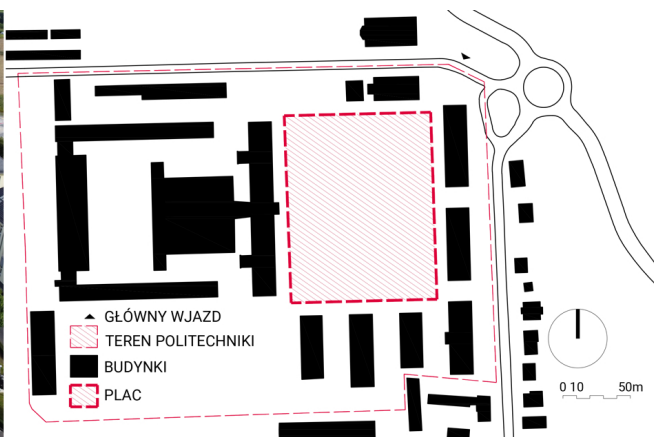 GŁÓWNY WJAZD
TEREN POLITECHNIKI
BUDYNKI
PLAC
0 10 50m